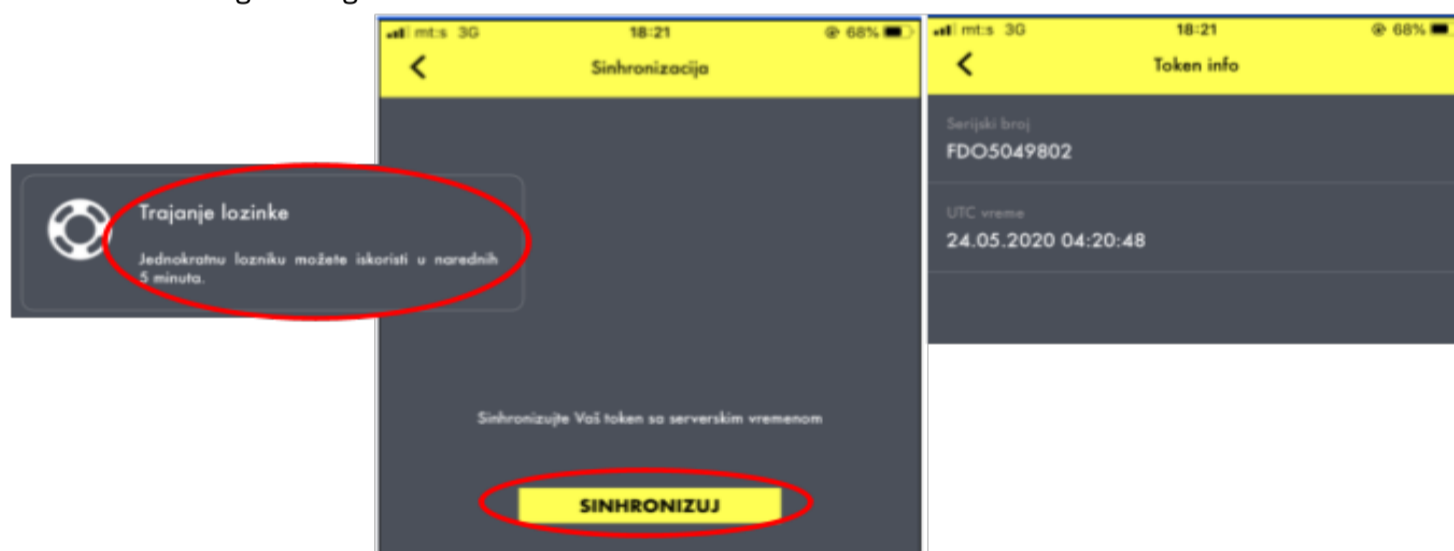 Trajanje lozinke
Jednokratnu lozniku možete iskoristi u narednih
5 minuta.
mt:s 3G 18:21 68%
Sinhronizacija
Sinhronizujte Vaš token sa serverskim vremenom
SINHRONIZUJ
mt:s 3G 18:21 68%
Token info
Serijski broj
FDO5049802
UTC vreme
24.05.2020 04:20:48